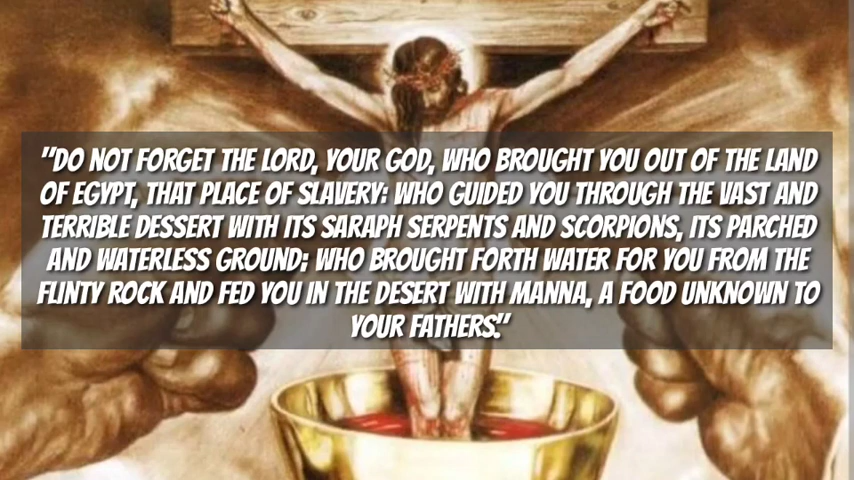 "DO NOT FORGET THE LORD, YOUR GOD, WHO BROUGHT YOU OUT OF THE LAND
OF EGYPT, THAT PLACE OF SLAVERY: WHO GUIDED YOU THROUGH THE VAST AND
TERRIBLE DESSERT WITH ITS SARAPH SERPENTS AND SCORPIONS, ITS PARCHED
AND WATERLESS GROUND; WHO BROUGHT FORTH WATER FOR YOU FROM THE
FLINTY ROCK AND FED YOU IN THE DESERT WITH MANNA, A FOOD UNKNOWN TO
YOUR FATHERS."